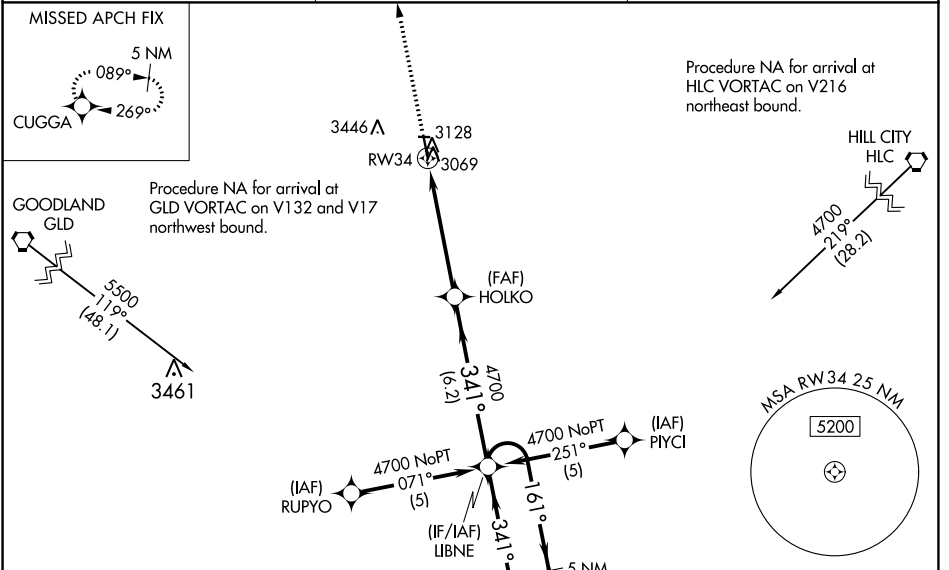 MISSED APCH FIX
5 NM
089°
269°
CUGGA
Procedure NA for arrival at
HLC VORTAC on V216
northeast bound.
3446
3128
RW34
3069
HILL CITY
HLC
4700
219°
(28.2)
GOODLAND
GLD
Procedure NA for arrival at
GLD VORTAC on V132 and V17
northwest bound.
5500
119°
(48.1)
3461
(FAF)
HOLKO
4700
341°
(6.2)
MSA RW34 25 NM
5200
(IAF)
PIYCI
4700 NoPT
251°
(5)
4700 NoPT
071°
(5)
(IAF)
RUPYO
(IF/IAF)
LIBNE
161°
341°
5 NM